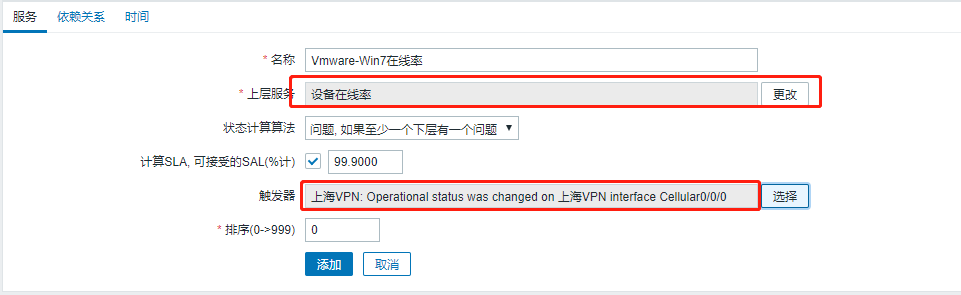 服务 依赖关系 时间
* 名称 Vmware-Win7在线率
* 上层服务 设备在线率 更改
状态计算算法 问题, 如果至少一个下层有一个问题
计算SLA, 可接受的SAL(%计) 99.9000
触发器 上海VPN: Operational status was changed on 上海VPN interface Cellular0/0/0 选择
* 排序(0->999) 0
添加 取消